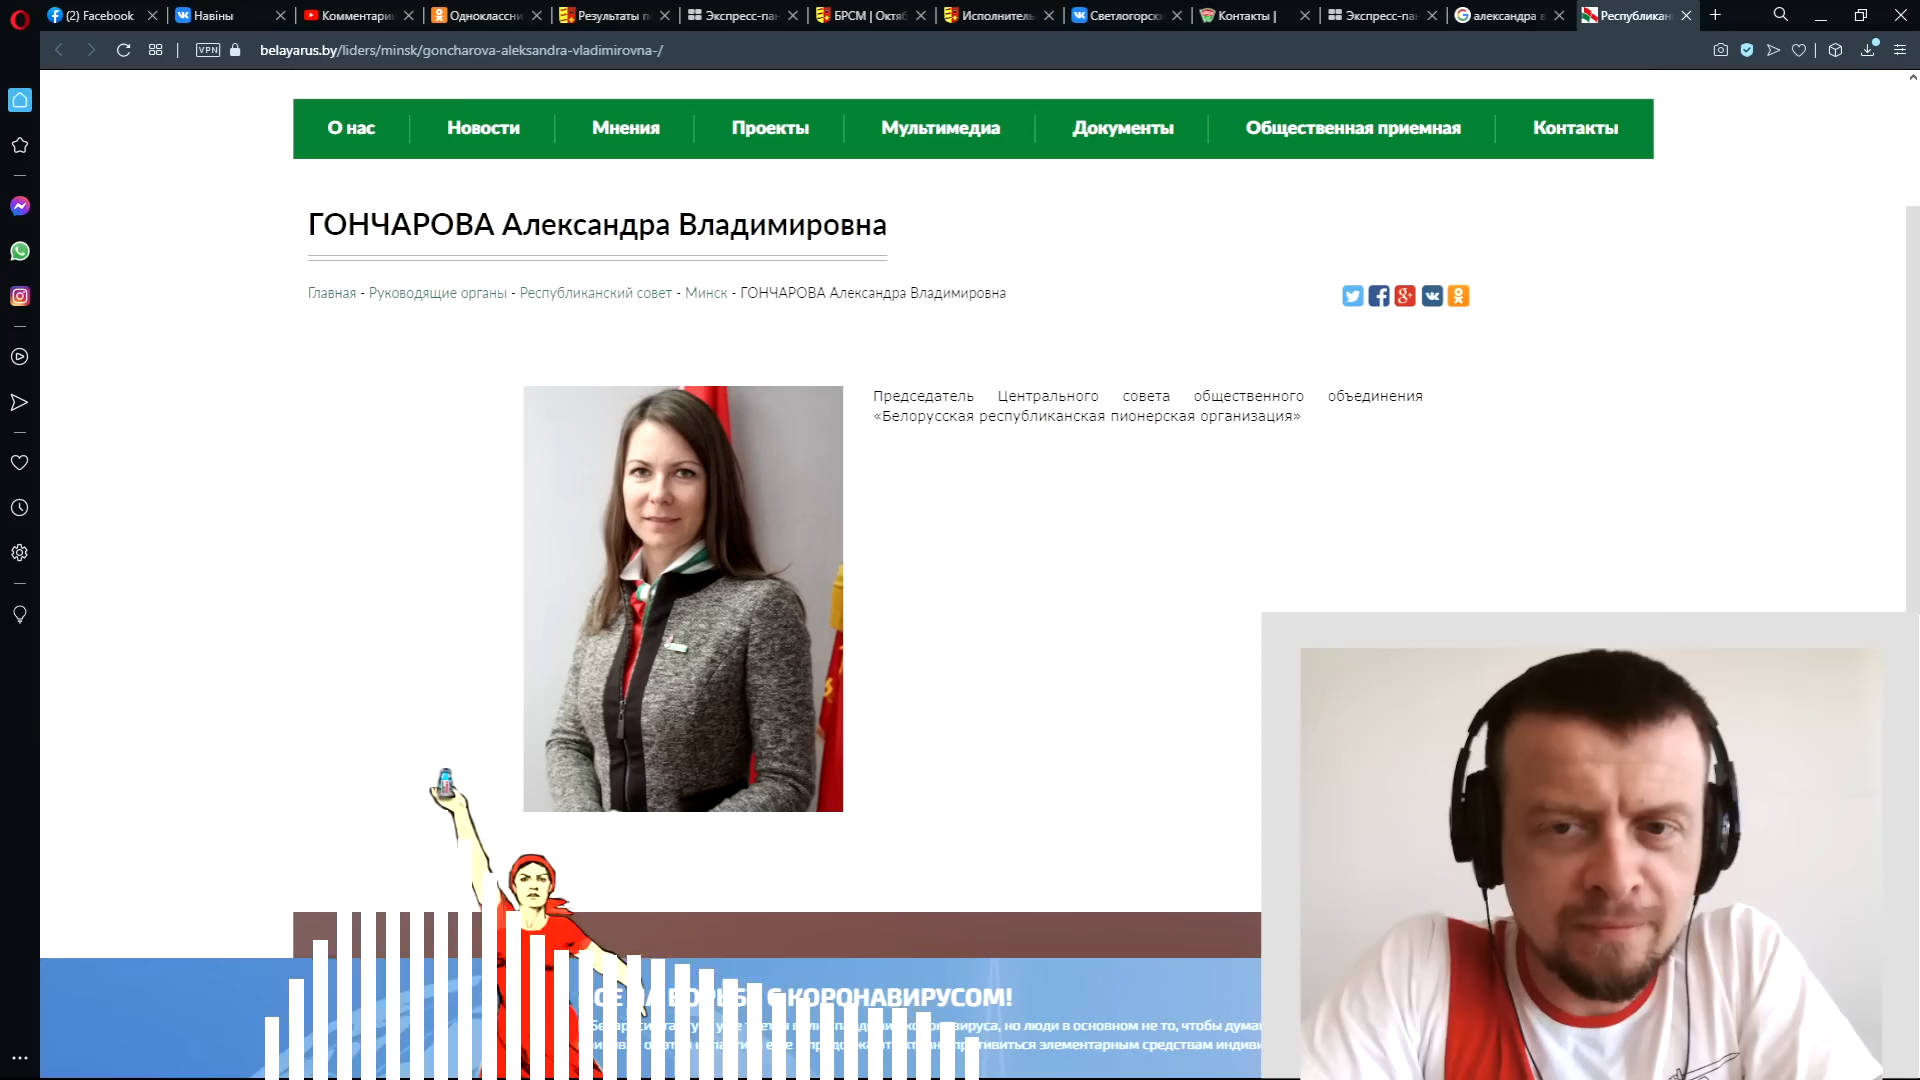 (2) Facebook
Навіны
Комментари
Одноклассни
Результаты п
Экспресс-па
БРСМ | Октяб
Исполнитель
Светлогорск
Контакты |
Экспресс-па
александра в
Республикан
VPN
belayarus.by/liders/minsk/goncharova-aleksandra-vladimirovna-/
О нас
Новости
Мнения
Проекты
Мультимедиа
Документы
Общественная приемная
Контакты
ГОНЧАРОВА Александра Владимировна
Главная - Руководящие органы - Республиканский совет - Минск - ГОНЧАРОВА Александра Владимировна
Председатель Центрального совета общественного объединения
«Белорусская республиканская пионерская организация»
С КОРОНАВИРУСОМ!
но люди в основном не то, чтобы дума
противиться элементарным средствам индиви